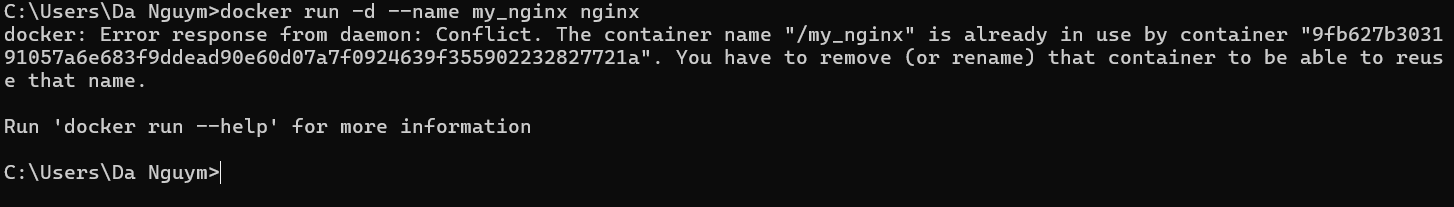 C:\Users\Da Nguym>docker run -d --name my_nginx nginx
docker: Error response from daemon: Conflict. The container name "/my_nginx" is already in use by container "9fb627b3031
91057a6e683f9ddead90e60d07a7f0924639f355902232827721a". You have to remove (or rename) that container to be able to reus
e that name.
Run 'docker run --help' for more information
C:\Users\Da Nguym>